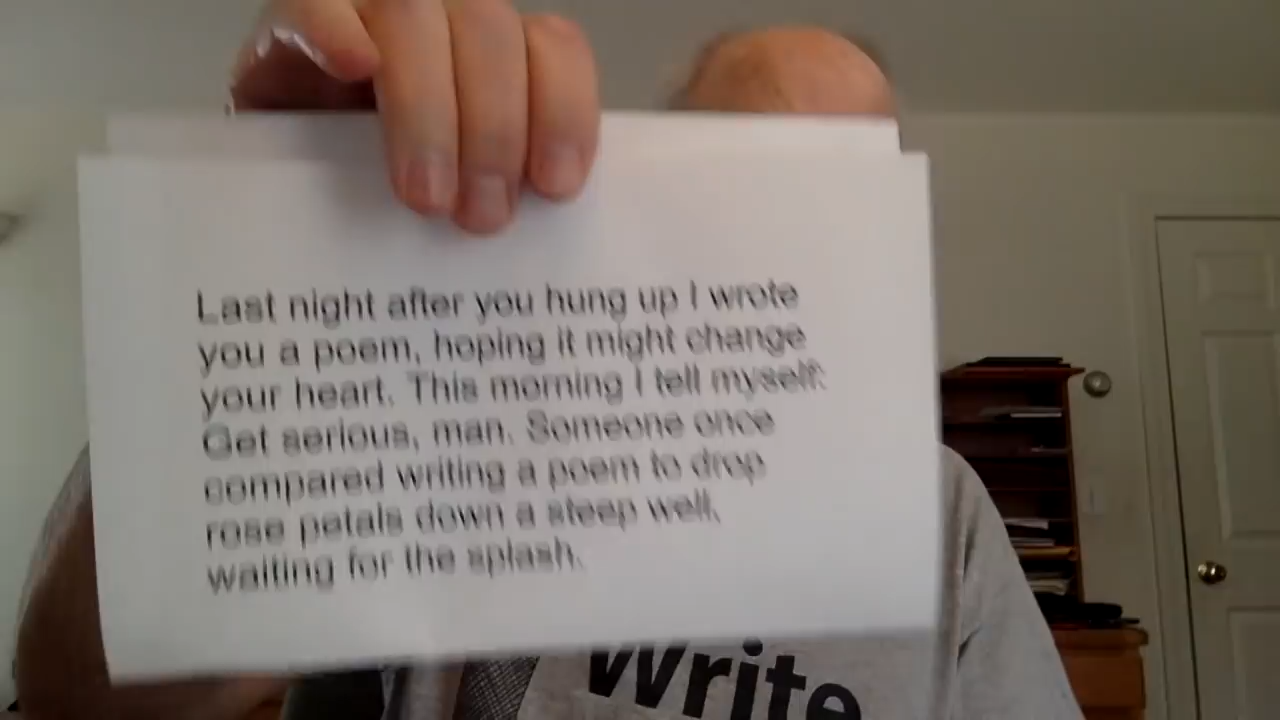 Last night after you hung up I wrote
you a poem, hoping it might change
your heart. This morning I tell myself:
Get serious, man. Someone once
compared writing a poem to drop
rose petals down a steep well,
waiting for the splash.
Write